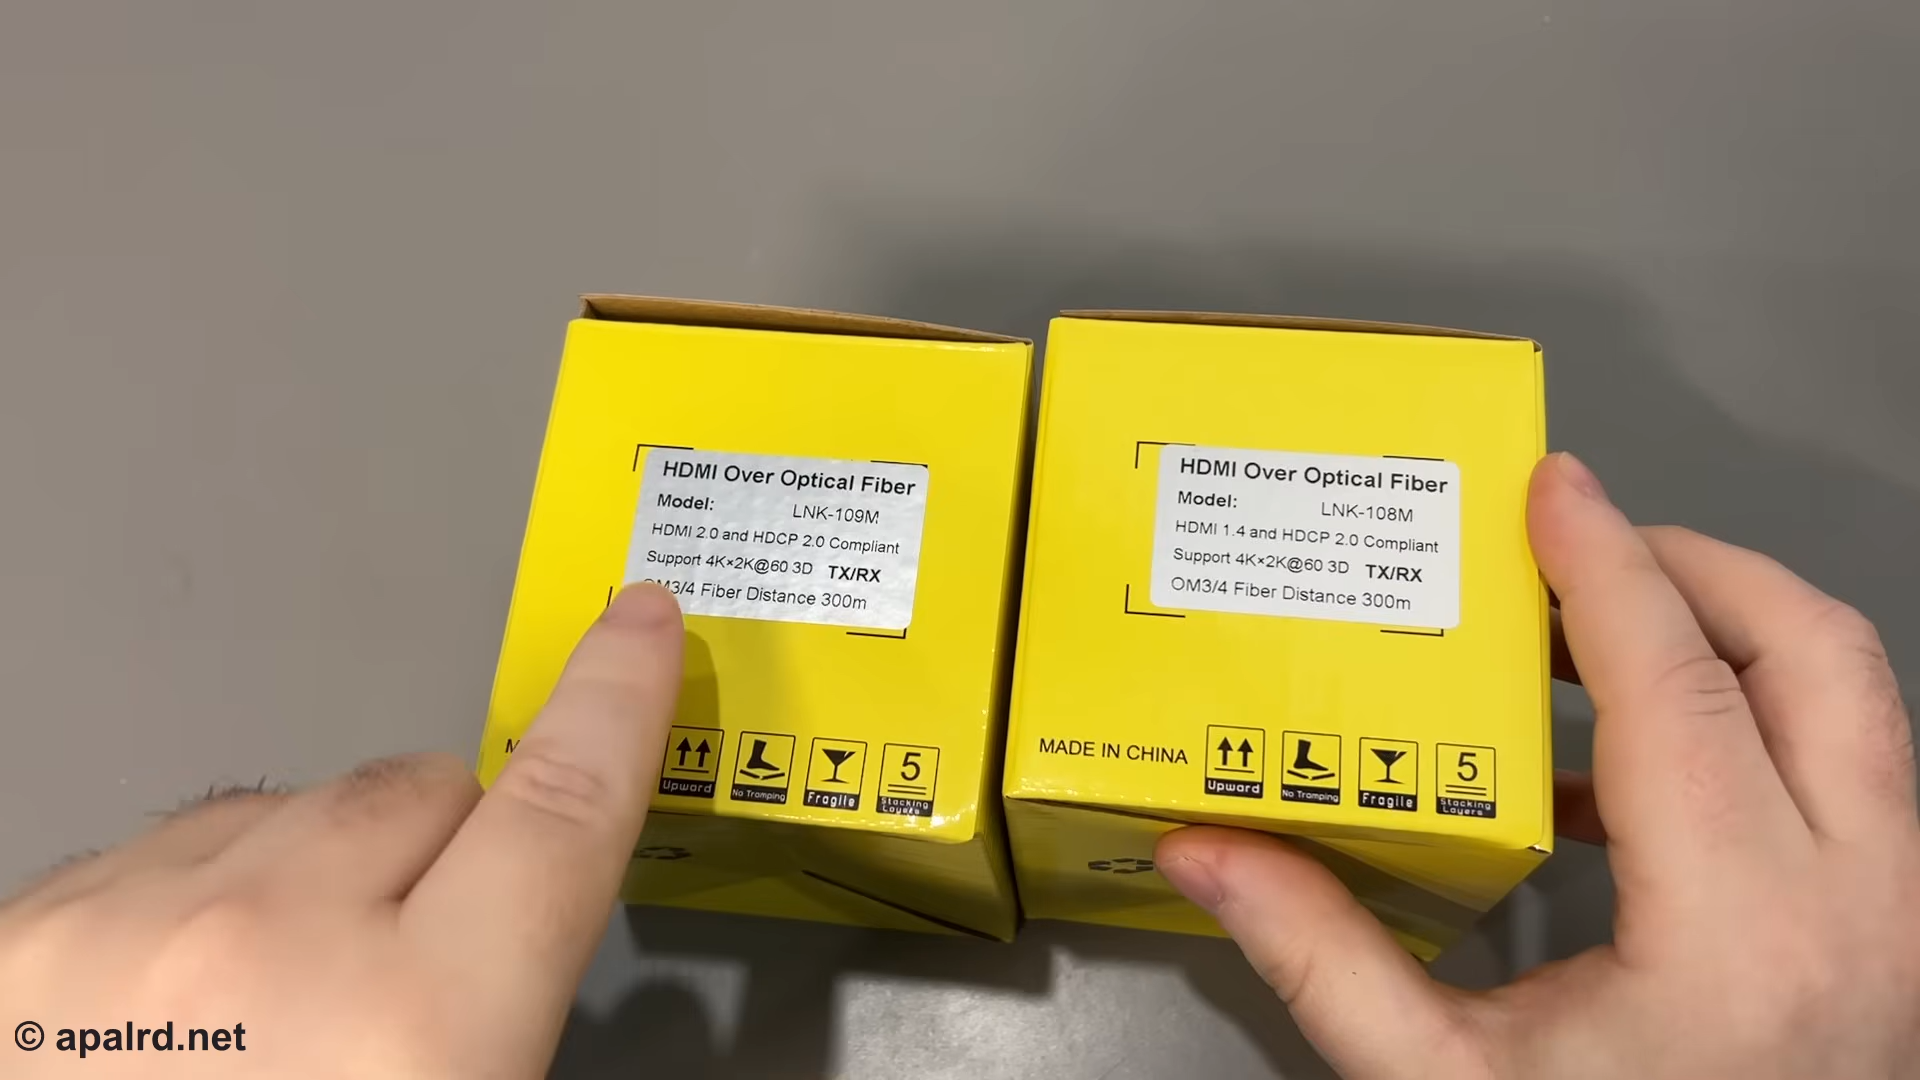 HDMI Over Optical Fiber
Model: LNK-109M
HDMI 2.0 and HDCP 2.0 Compliant
Support 4K×2K@60 3D TX/RX
OM3/4 Fiber Distance 300m
Upward
No Tramping
Fragile
5
Stacking
Layers
HDMI Over Optical Fiber
Model: LNK-108M
HDMI 1.4 and HDCP 2.0 Compliant
Support 4K×2K@60 3D TX/RX
OM3/4 Fiber Distance 300m
MADE IN CHINA
Upward
No Tramping
Fragile
5
Stacking
Layers
© apalrd.net